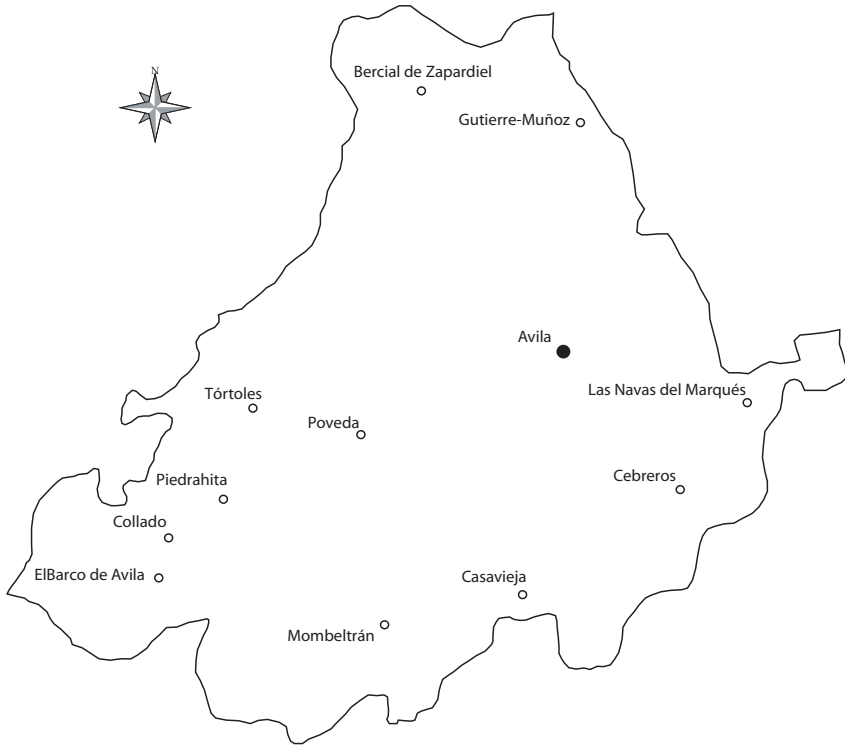 N
Bercial de Zapardiel
Gutierre-Muñoz
Avila
Las Navas del Marqués
Tórtoles
Poveda
Piedrahita
Cebreros
Collado
ElBarco de Avila
Casavieja
Mombeltrán